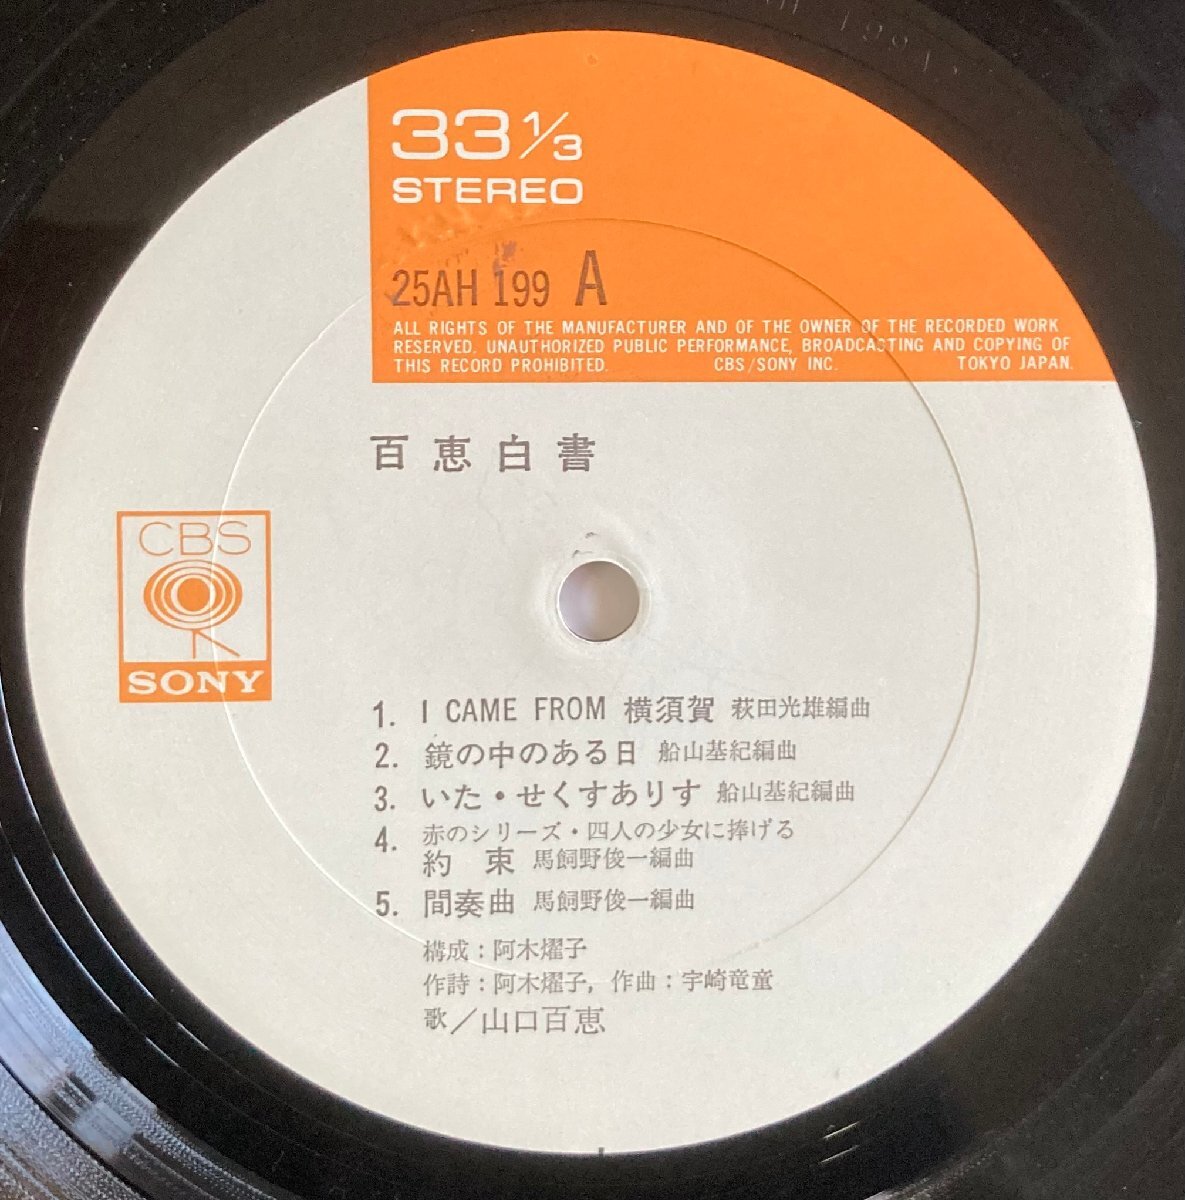 33 1/3
STEREO
25AH 199 A
ALL RIGHTS OF THE MANUFACTURER AND OF THE OWNER OF THE RECORDED WORK
RESERVED. UNAUTHORIZED PUBLIC PERFORMANCE, BROADCASTING AND COPYING OF
THIS RECORD PROHIBITED. CBS/SONY INC. TOKYO JAPAN.
百恵白書
CBS
SONY
1. I CAME FROM 横須賀 萩田光雄編曲
2. 鏡の中のある日 船山基紀編曲
3. いた・せくすありす 船山基紀編曲
4. 赤のシリーズ・四人の少女に捧げる
約束 馬飼野俊一編曲
5. 間奏曲 馬飼野俊一編曲
構成：阿木燿子
作詩：阿木燿子, 作曲：宇崎竜童
歌／山口百恵